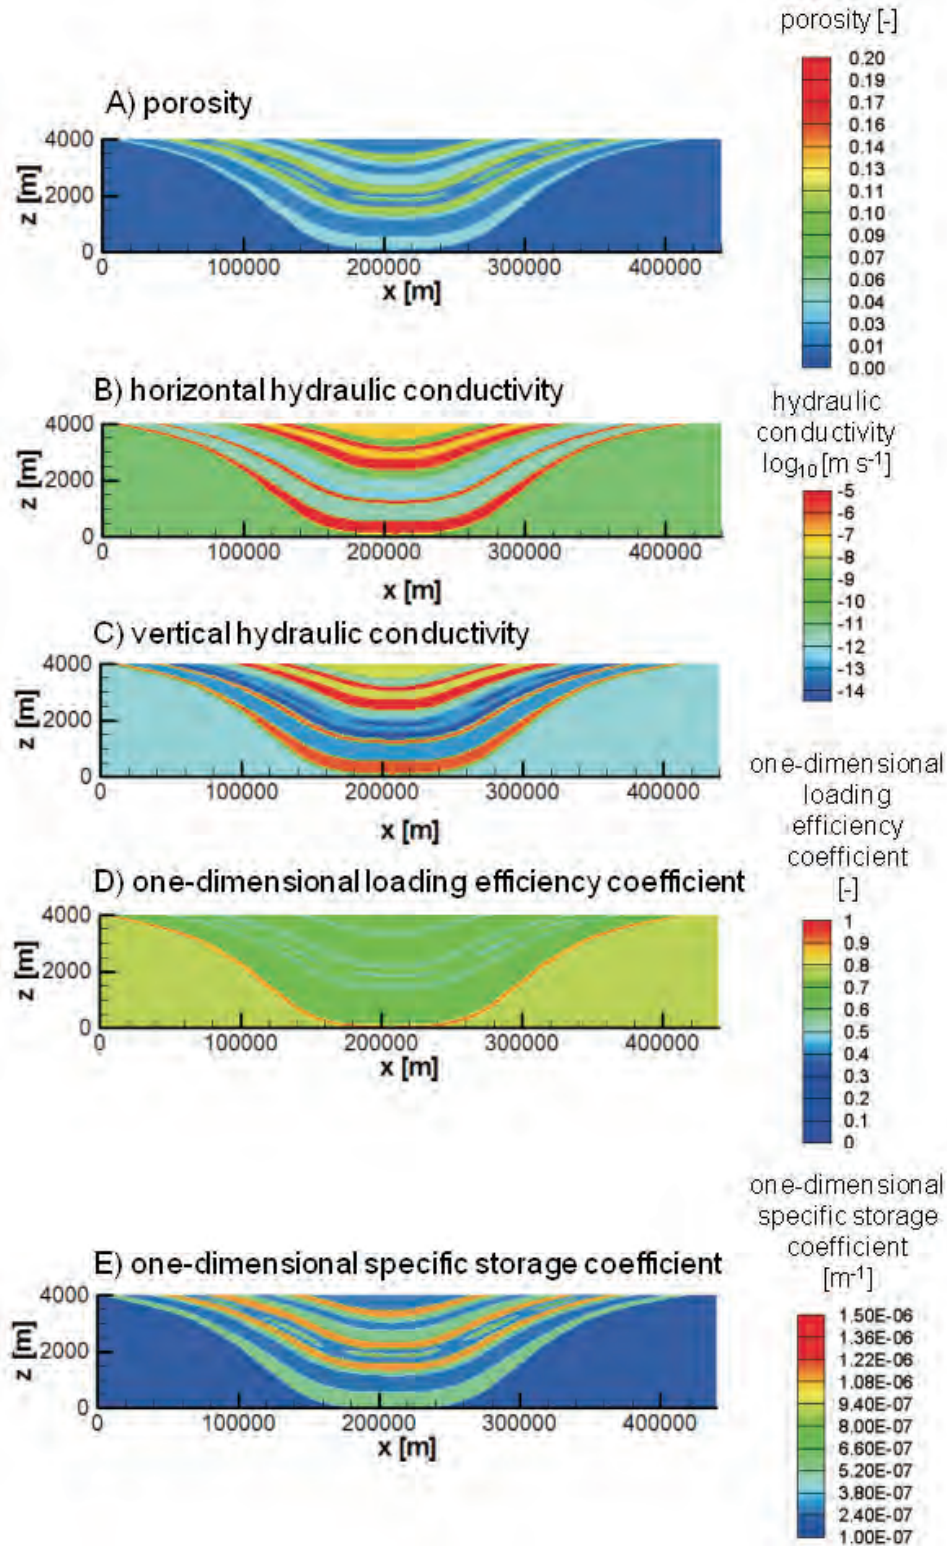 porosity [-]
0.20
0.19
0.17
0.16
0.14
0.13
0.11
0.10
0.09
0.07
0.06
0.04
0.03
0.01
0.00
A) porosity
4000
2000
0
z [m]
0 100000 200000 300000 400000
x [m]
B) horizontal hydraulic conductivity
4000
2000
0
z [m]
0 100000 200000 300000 400000
x [m]
hydraulic
conductivity
log10 [m s-1]
-5
-6
-7
-8
-9
-10
-11
-12
-13
-14
C) vertical hydraulic conductivity
4000
2000
0
z [m]
0 100000 200000 300000 400000
x [m]
one-dimensional
loading
efficiency
coefficient
[-]
1
0.9
0.8
0.7
0.6
0.5
0.4
0.3
0.2
0.1
0
D) one-dimensional loading efficiency coefficient
4000
2000
0
z [m]
0 100000 200000 300000 400000
x [m]
one-dimensional
specific storage
coefficient
[m-1]
1.50E-06
1.36E-06
1.22E-06
1.08E-06
9.40E-07
8.00E-07
6.60E-07
5.20E-07
3.80E-07
2.40E-07
1.00E-07
E) one-dimensional specific storage coefficient
4000
2000
0
z [m]
0 100000 200000 300000 400000
x [m]